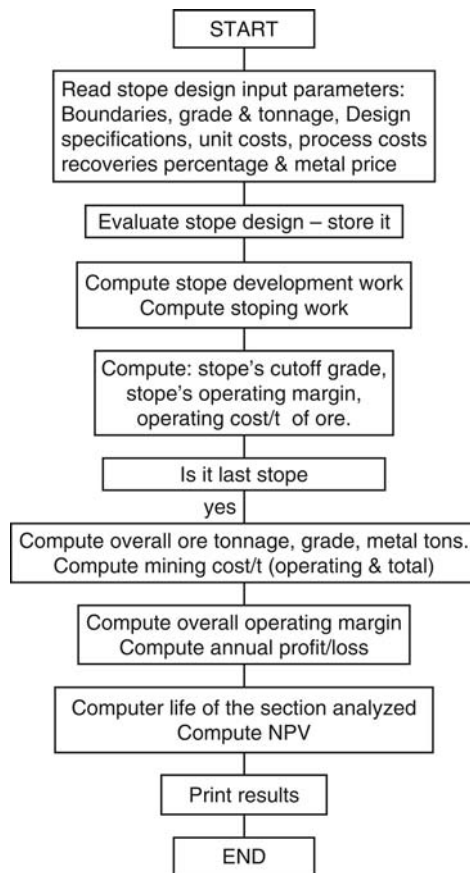 START
Read stope design input parameters:
Boundaries, grade & tonnage, Design
specifications, unit costs, process costs
recoveries percentage & metal price
Evaluate stope design – store it
Compute stope development work
Compute stoping work
Compute: stope's cutoff grade,
stope's operating margin,
operating cost/t of ore.
Is it last stope
yes
Compute overall ore tonnage, grade, metal tons.
Compute mining cost/t (operating & total)
Compute overall operating margin
Compute annual profit/loss
Computer life of the section analyzed
Compute NPV
Print results
END